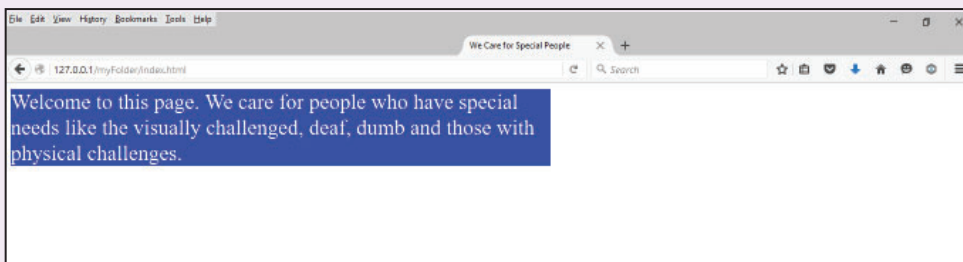 File Edit View History Bookmarks Tools Help
We Care for Special People
127.0.0.1/myFolder/index.html
Search
Welcome to this page. We care for people who have special
needs like the visually challenged, deaf, dumb and those with
physical challenges.